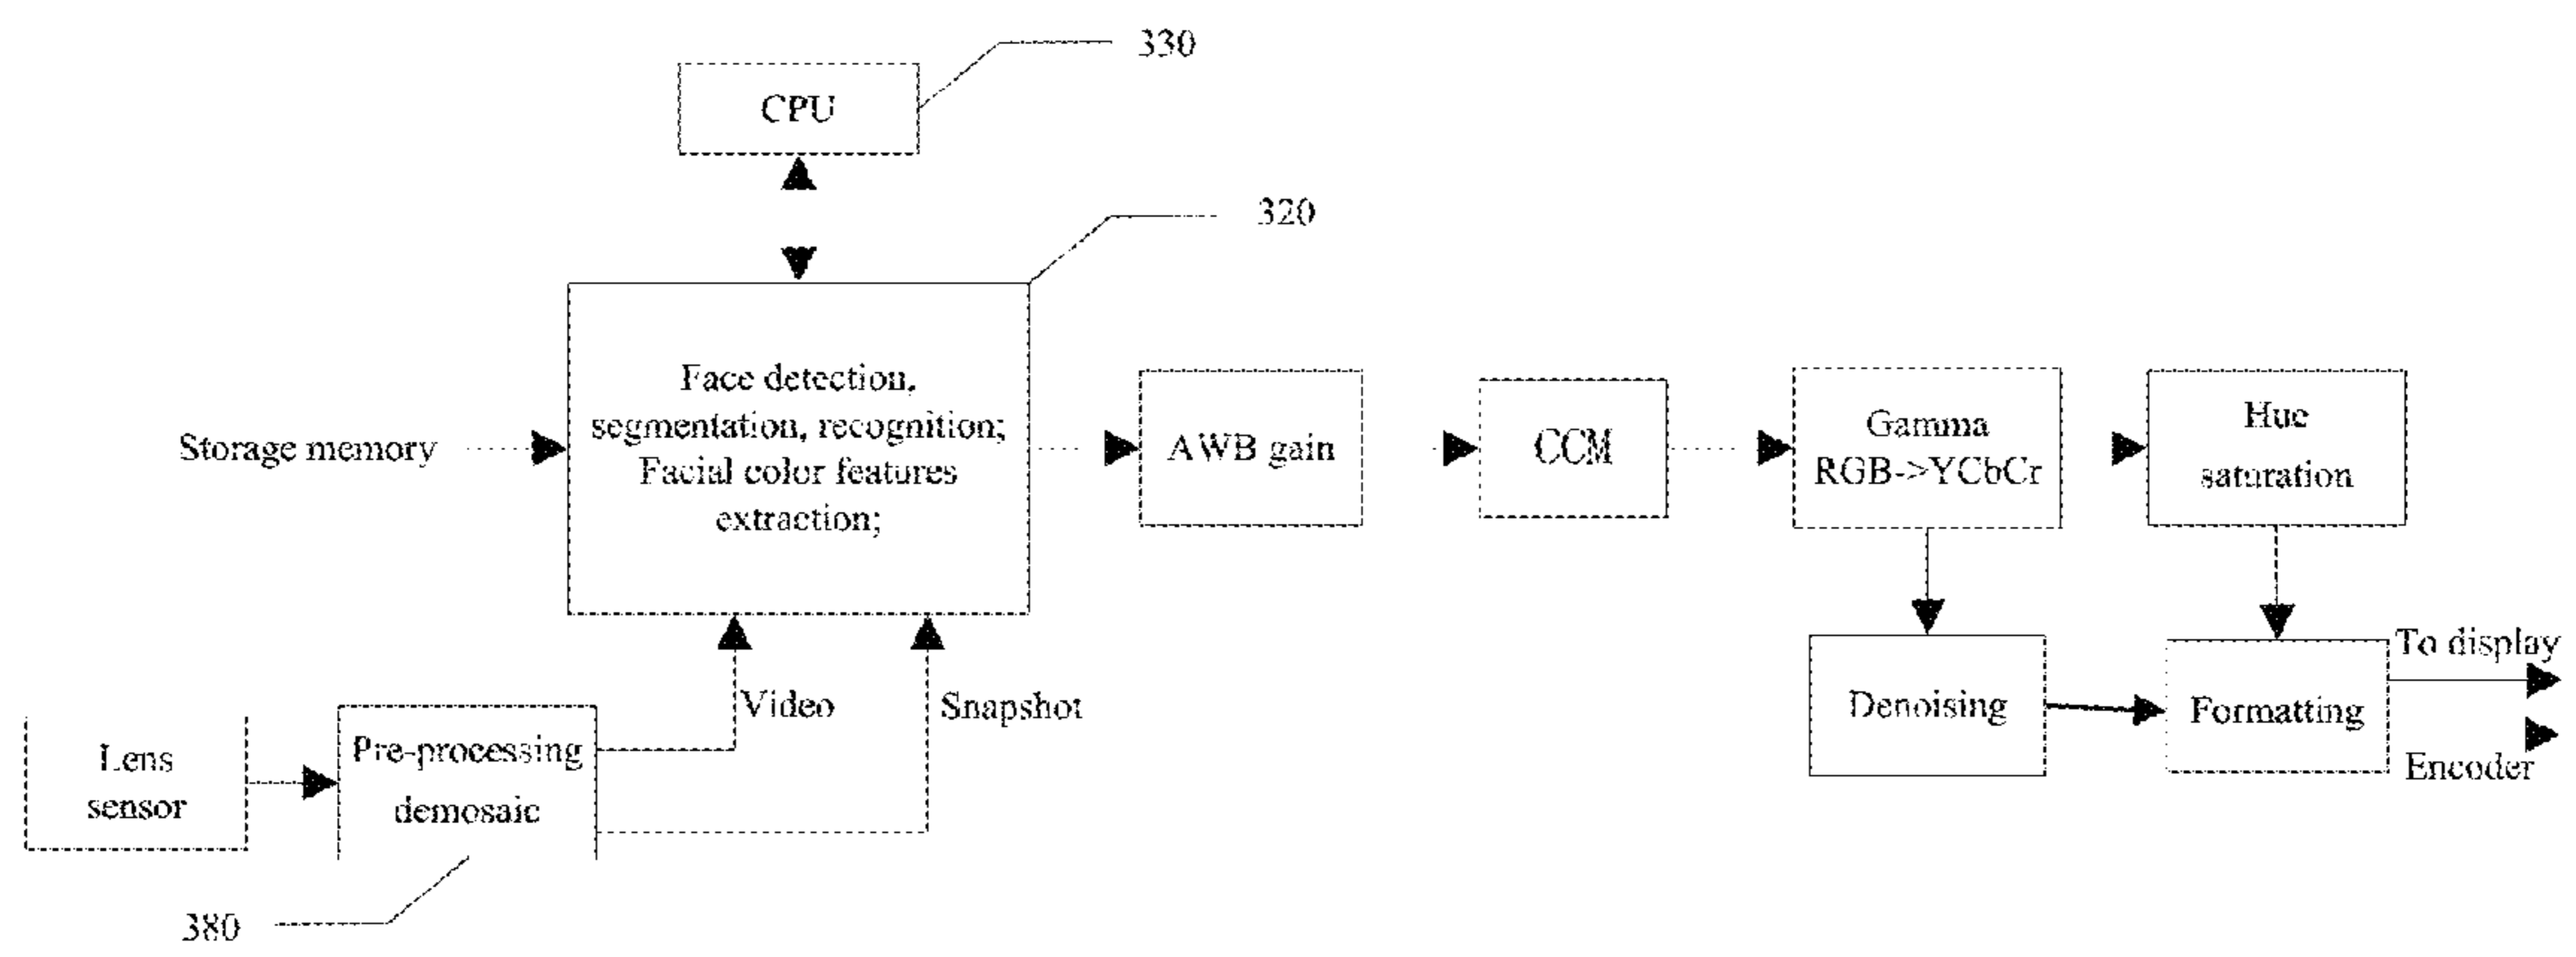 330
CPU
320
Face detection,
segmentation, recognition;
Facial color features
extraction;
Storage memory
AWB gain
CCM
Gamma
RGB->YCbCr
Hue
saturation
Video
Snapshot
Lens
sensor
Pre-processing
demosaic
380
Denoising
Formatting
To display
Encoder